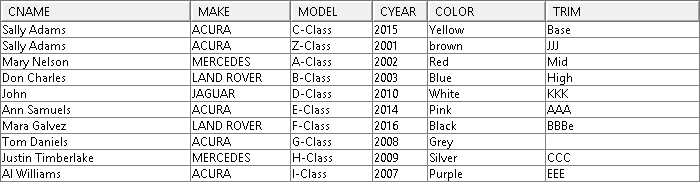 CNAME MAKE MODEL CYEAR COLOR TRIM
Sally Adams ACURA C-Class 2015 Yellow Base
Sally Adams ACURA Z-Class 2001 brown JJJ
Mary Nelson MERCEDES A-Class 2002 Red Mid
Don Charles LAND ROVER B-Class 2003 Blue High
John JAGUAR D-Class 2010 White KKK
Ann Samuels ACURA E-Class 2014 Pink AAA
Mara Galvez LAND ROVER F-Class 2016 Black BBBe
Tom Daniels ACURA G-Class 2008 Grey
Justin Timberlake MERCEDES H-Class 2009 Silver CCC
Al Williams ACURA I-Class 2007 Purple EEE